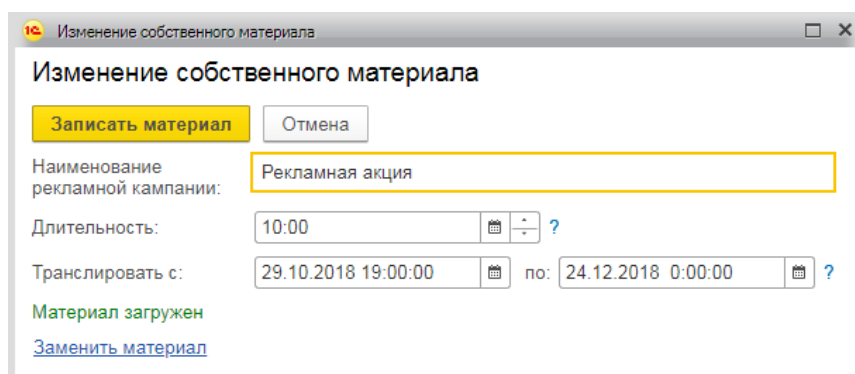 1С Изменение собственного материала
Изменение собственного материала
Записать материал Отмена
Наименование
рекламной кампании: Рекламная акция
Длительность: 10:00 ?
Транслировать с: 29.10.2018 19:00:00 по: 24.12.2018 0:00:00 ?
Материал загружен
Заменить материал